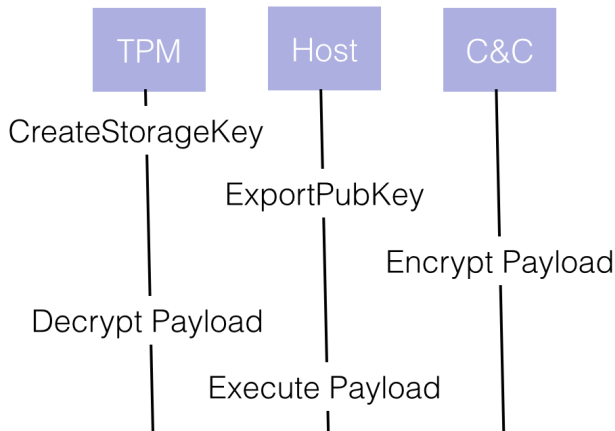 TPM
Host
C&C
CreateStorageKey
ExportPubKey
Encrypt Payload
Decrypt Payload
Execute Payload